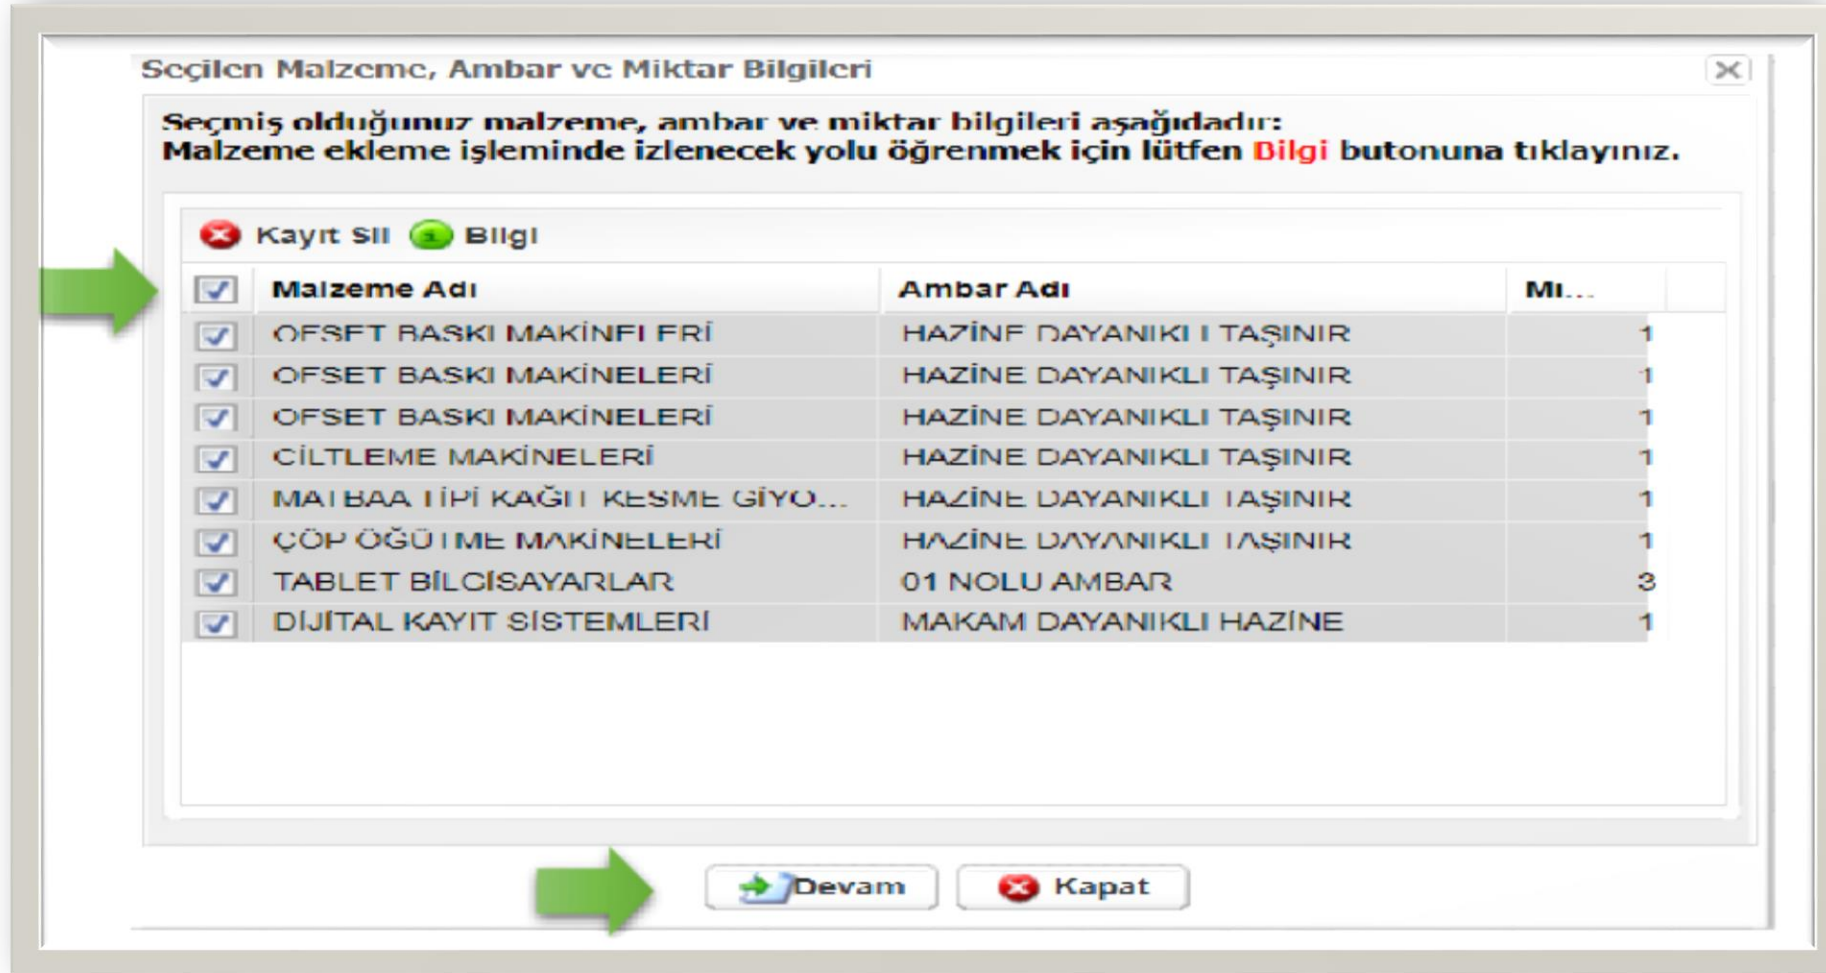 Seçilen Malzeme, Ambar ve Miktar Bilgileri
Seçmiş olduğunuz malzeme, ambar ve miktar bilgileri aşağıdadır:
Malzeme ekleme işleminde izlenecek yolu öğrenmek için lütfen Bilgi butonuna tıklayınız.
Kayıt Sil Bilgi
Malzeme Adı Ambar Adı Mi...
OFSET BASKI MAKİNELERİ HAZİNE DAYANIKLI TAŞINIR 1
OFSET BASKI MAKİNELERİ HAZİNE DAYANIKLI TAŞINIR 1
OFSET BASKI MAKİNELERİ HAZİNE DAYANIKLI TAŞINIR 1
CİLTLEME MAKİNELERİ HAZİNE DAYANIKLI TAŞINIR 1
MATBAA TİPİ KAĞIT KESME GİYO... HAZİNE DAYANIKLI TAŞINIR 1
ÇÖP ÖĞÜTME MAKİNELERİ HAZİNE DAYANIKLI TAŞINIR 1
TABLET BİLGİSAYARLAR 01 NOLU AMBAR 3
DİJİTAL KAYIT SİSTEMLERİ MAKAM DAYANIKLI HAZİNE 1
Devam Kapat